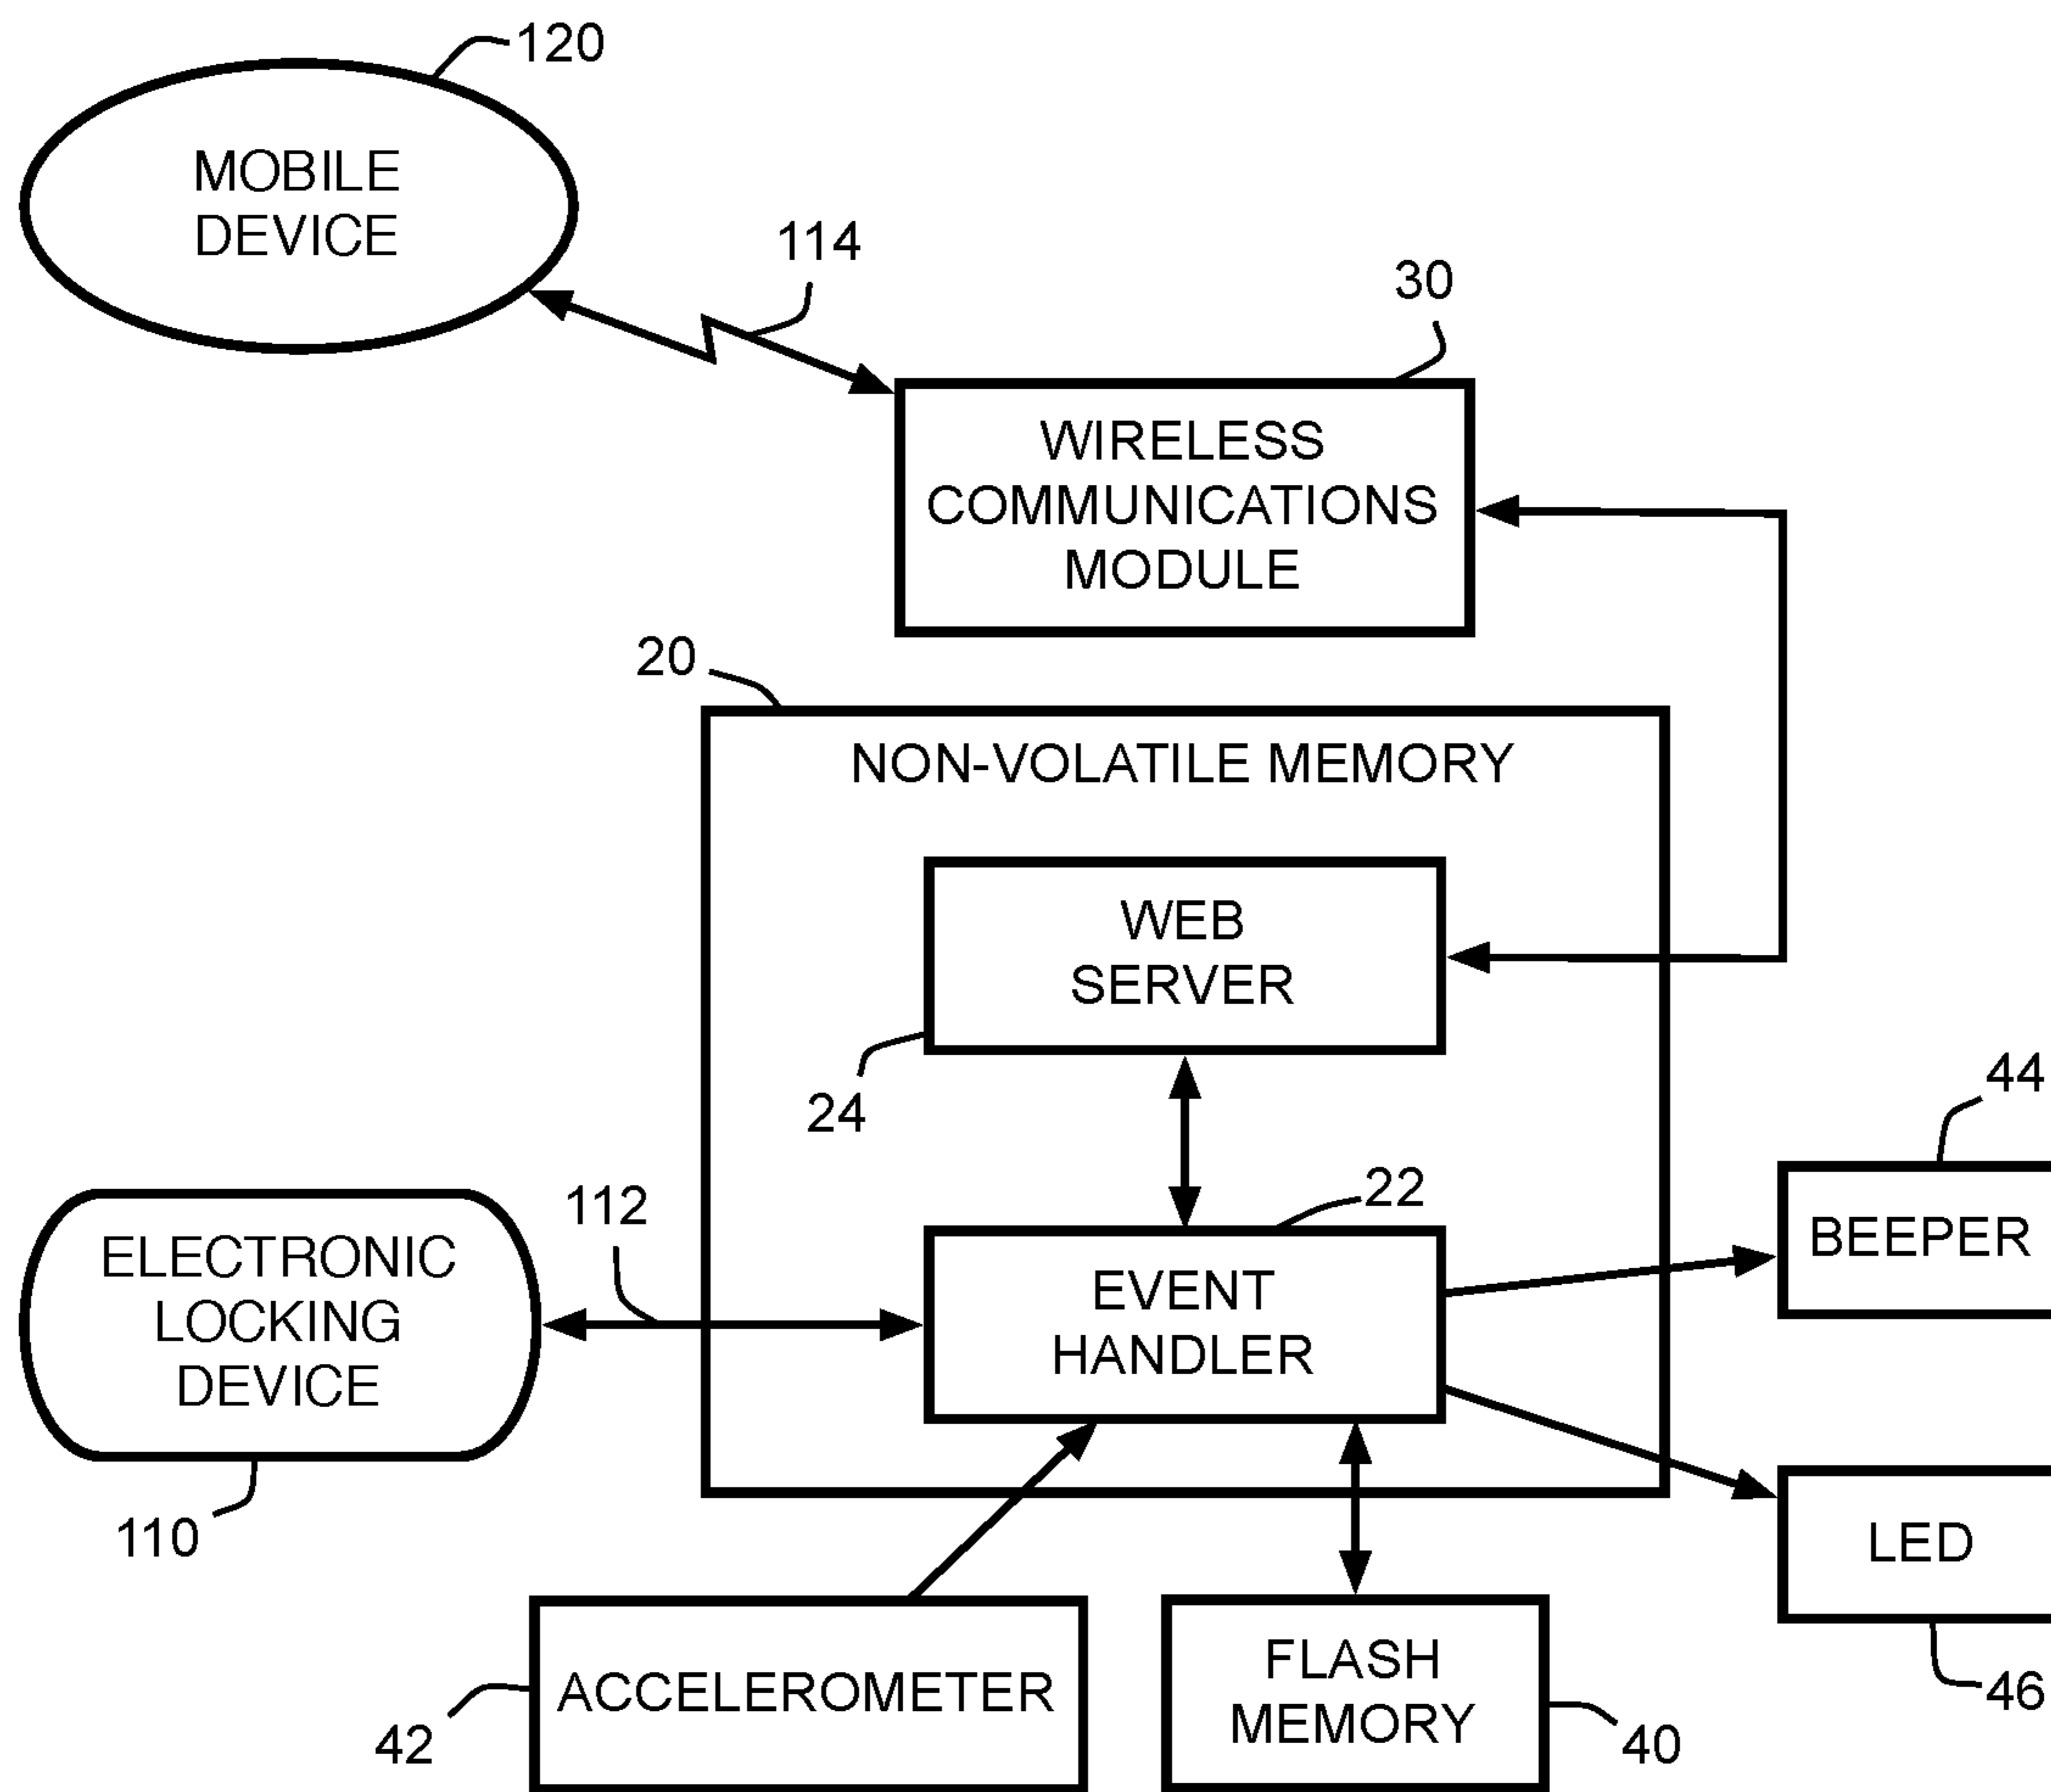 120
MOBILE
DEVICE
114
30
WIRELESS
COMMUNICATIONS
MODULE
20
NON-VOLATILE MEMORY
WEB
SERVER
24
44
BEEPER
22
112
EVENT
HANDLER
ELECTRONIC
LOCKING
DEVICE
110
LED
46
ACCELEROMETER
42
FLASH
MEMORY
40